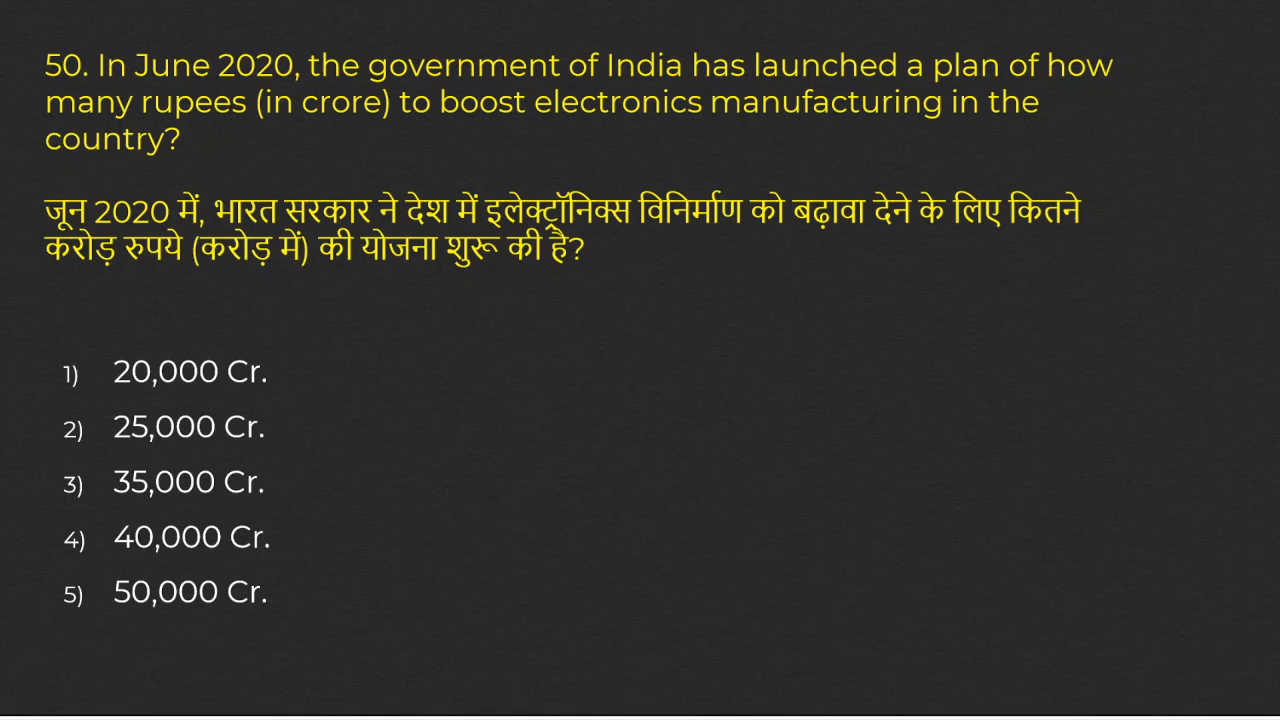 50. In June 2020, the government of India has launched a plan of how
many rupees (in crore) to boost electronics manufacturing in the
country?
जून 2020 में, भारत सरकार ने देश में इलेक्ट्रॉनिक्स विनिर्माण को बढ़ावा देने के लिए कितने
करोड़ रुपये (करोड़ में) की योजना शुरू की है?
1) 20,000 Cr.
2) 25,000 Cr.
3) 35,000 Cr.
4) 40,000 Cr.
5) 50,000 Cr.